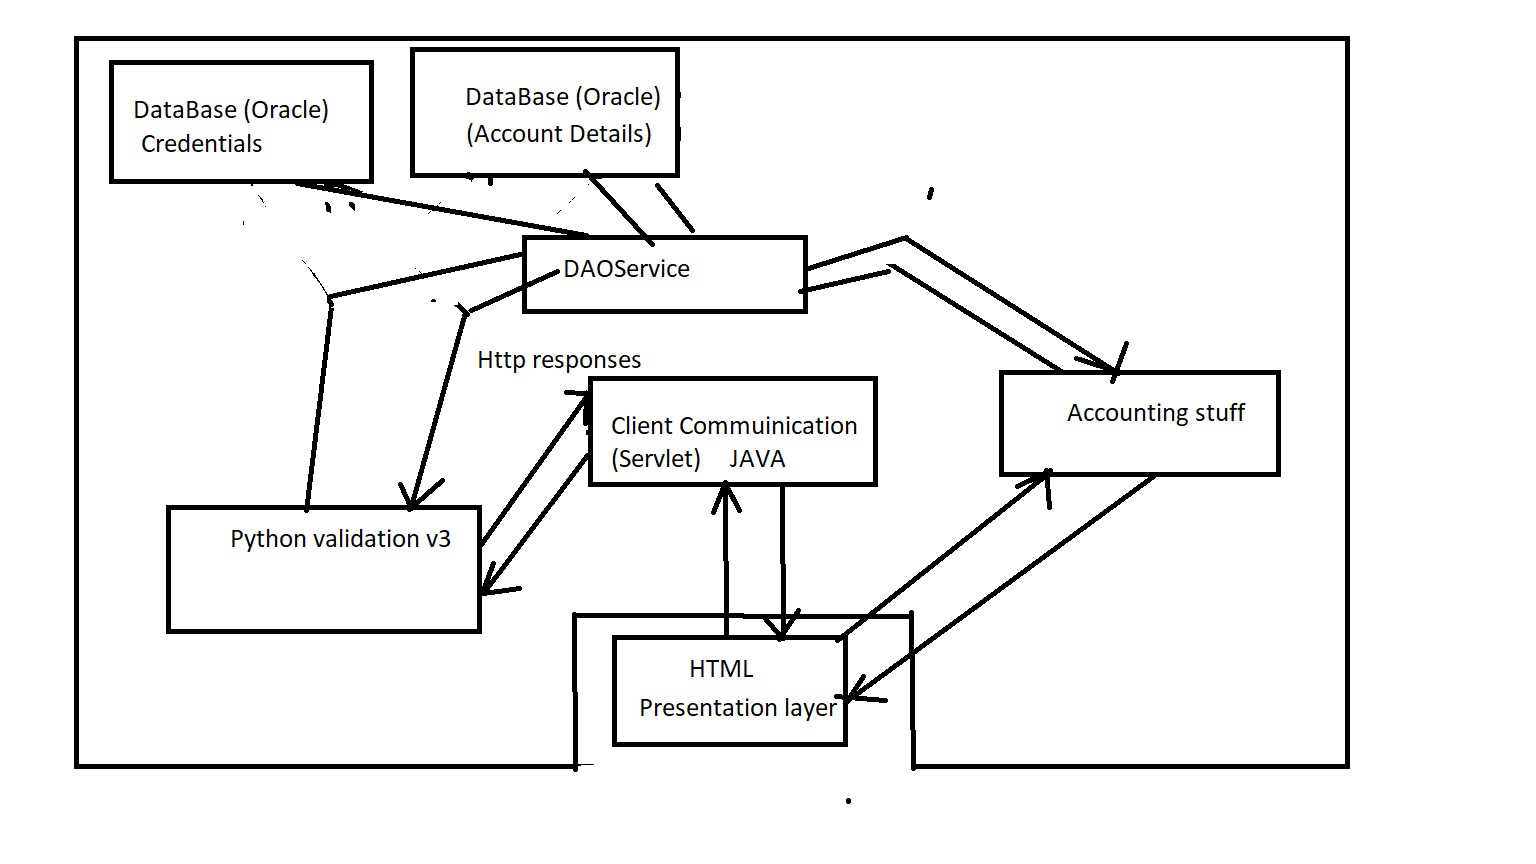 DataBase (Oracle)
Credentials
DataBase (Oracle)
(Account Details)
DAOService
Http responses
Client Commuinication
(Servlet) JAVA
Accounting stuff
Python validation v3
HTML
Presentation layer